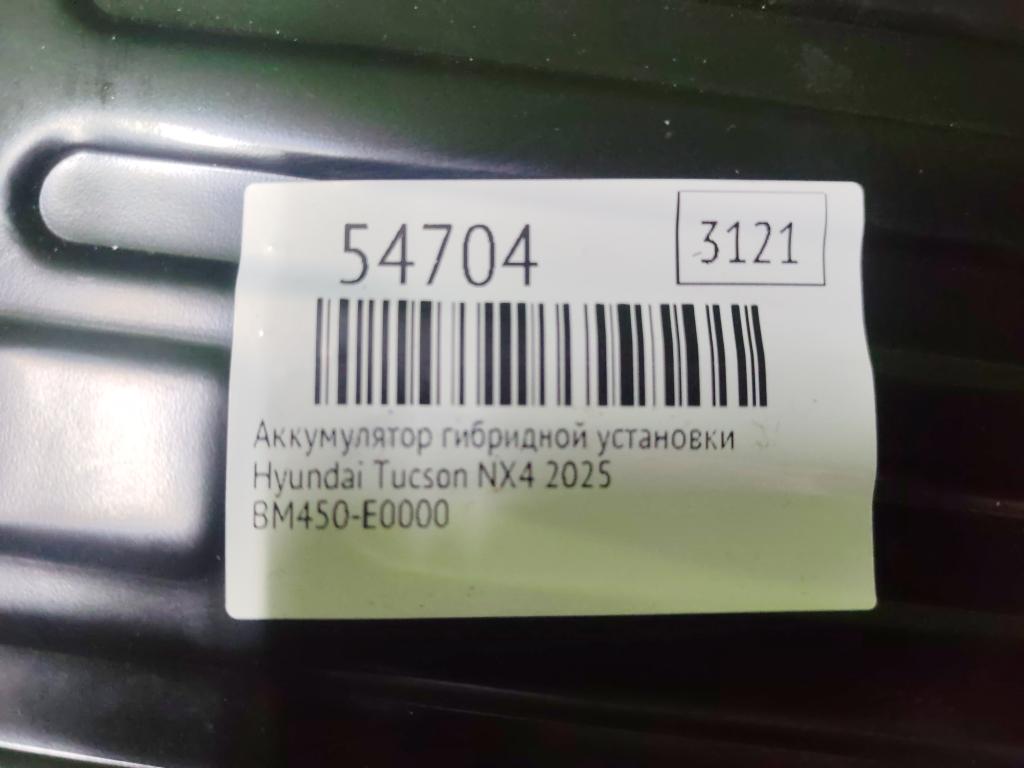 54704
3121
Аккумулятор гибридной установки
Hyundai Tucson NX4 2025
BM450-E0000